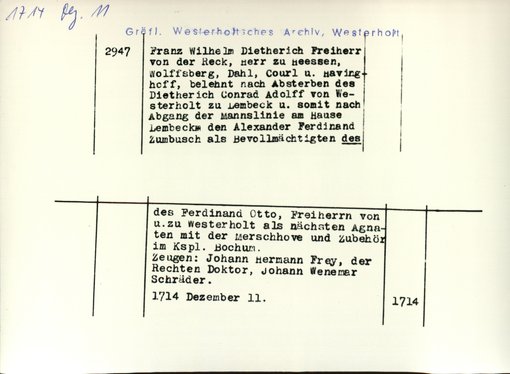 1714 Dez. 11
Gräfl. Westerholtsches Archiv, Westerholt
2947
Franz Wilhelm Dietherich Freiherr
von der Reck, Herr zu Heessen,
Wolffsberg, Dahl, Courl u. Having-
hoff, belehnt nach Absterben des
Dietherich Conrad Adolff von We-
sterholt zu Lembeck u. somit nach
Abgang der Mannslinie am Hause
Lembeckm den Alexander Ferdinand
Zumbusch als Bevollmächtigten des
des Ferdinand Otto, Freiherrn von
u.zu Westerholt als nächsten Agna-
ten mit der Merschhove und Zubehör
im Kspl. Bochum.
Zeugen: Johann Hermann Frey, der
Rechten Doktor, Johann Wenemar
Schräder.
1714 Dezember 11.
1714